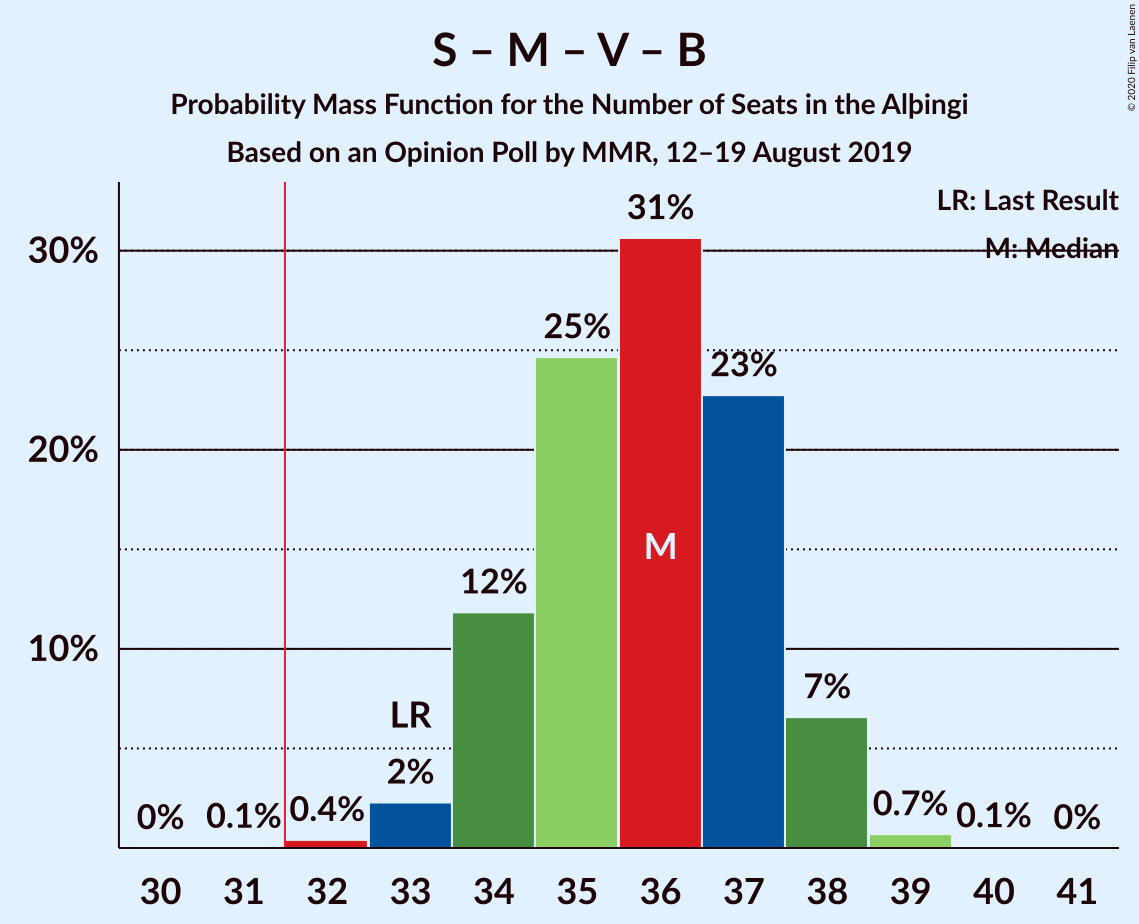 S – M – V – B
Probability Mass Function for the Number of Seats in the Alþingi
Based on an Opinion Poll by MMR, 12–19 August 2019
© 2020 Filip van Laenen
LR: Last Result
M: Median
30%
20%
10%
0%
0.1%
0.4%
LR
2%
12%
25%
31%
M
23%
7%
0.7%
0.1%
0%
30 31 32 33 34 35 36 37 38 39 40 41